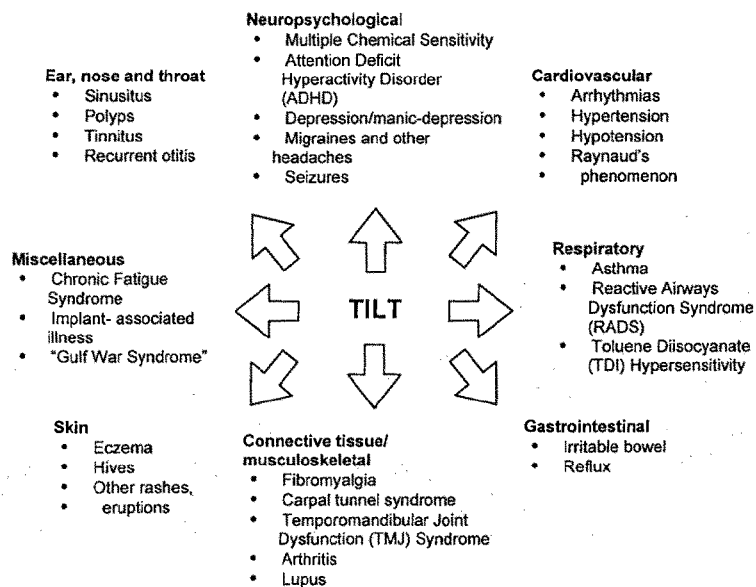 Neuropsychological
• Multiple Chemical Sensitivity
• Attention Deficit
Hyperactivity Disorder
(ADHD)
• Depression/manic-depression
• Migraines and other
headaches
• Seizures
Ear, nose and throat
• Sinusitus
• Polyps
• Tinnitus
• Recurrent otitis
Cardiovascular
• Arrhythmias
• Hypertension
• Hypotension
• Raynaud's
• phenomenon
Miscellaneous
• Chronic Fatigue
Syndrome
• Implant- associated
illness
• "Gulf War Syndrome"
TILT
Respiratory
• Asthma
• Reactive Airways
Dysfunction Syndrome
(RADS)
• Toluene Diisocyanate
(TDI) Hypersensitivity
Skin
• Eczema
• Hives
• Other rashes,
• eruptions
Connective tissue/
musculoskeletal
• Fibromyalgia
• Carpal tunnel syndrome
• Temporomandibular Joint
Dysfunction (TMJ) Syndrome
• Arthritis
• Lupus
Gastrointestinal
• Irritable bowel
• Reflux